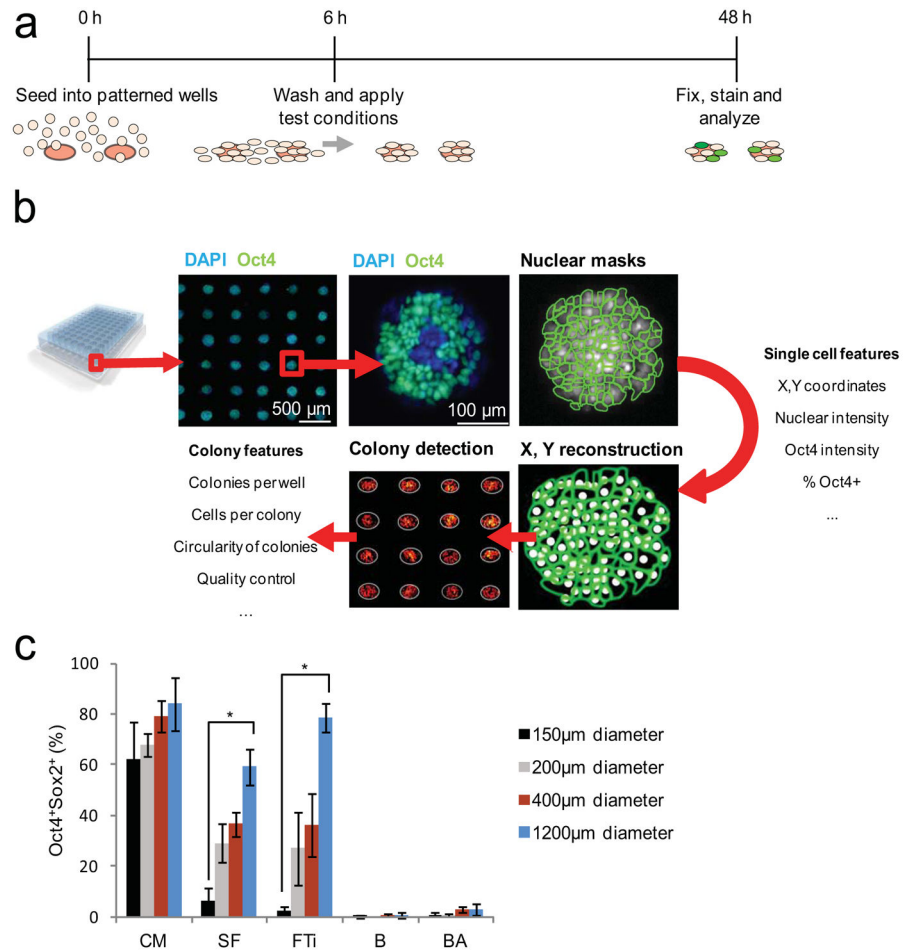 a
0 h
6 h
48 h
Seed into patterned wells
Wash and apply
test conditions
Fix, stain and
analyze
b
DAPI Oct4
500 µm
DAPI Oct4
100 µm
Nuclear masks
Single cell features
X,Y coordinates
Nuclear intensity
Oct4 intensity
% Oct4+
...
X, Y reconstruction
Colony detection
Colony features
Colonies per well
Cells per colony
Circularity of colonies
Quality control
...
c
Oct4⁺Sox2⁺ (%)
100
80
60
40
20
0
*
*
CM
SF
FTi
B
BA
150µm diameter
200µm diameter
400µm diameter
1200µm diameter